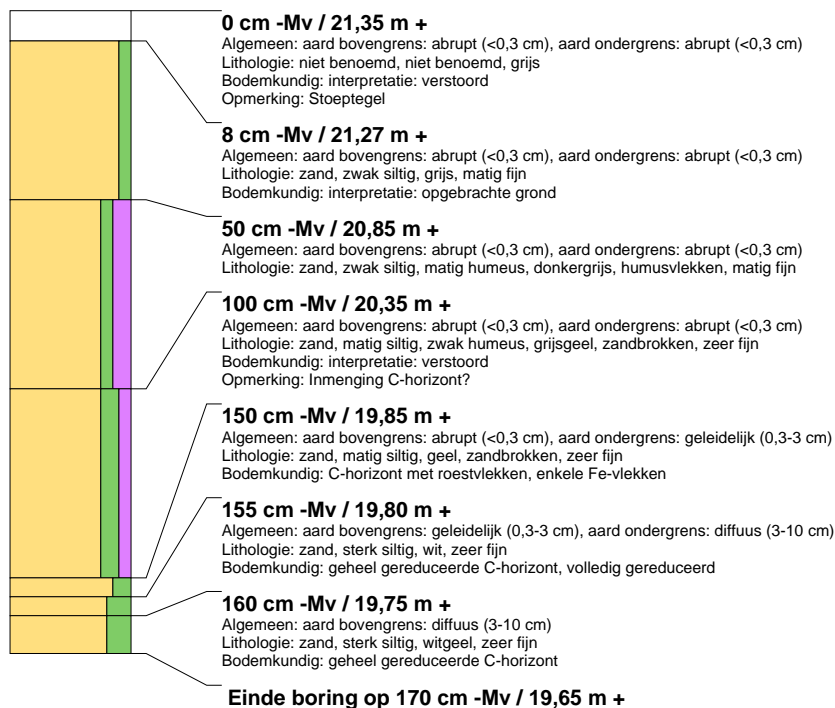 0 cm -Mv / 21,35 m +
Algemeen: aard bovengrens: abrupt (<0,3 cm), aard ondergrens: abrupt (<0,3 cm)
Lithologie: niet benoemd, niet benoemd, grijs
Bodemkundig: interpretatie: verstoord
Opmerking: Stoeptegel
8 cm -Mv / 21,27 m +
Algemeen: aard bovengrens: abrupt (<0,3 cm), aard ondergrens: abrupt (<0,3 cm)
Lithologie: zand, zwak siltig, grijs, matig fijn
Bodemkundig: interpretatie: opgebrachte grond
50 cm -Mv / 20,85 m +
Algemeen: aard bovengrens: abrupt (<0,3 cm), aard ondergrens: abrupt (<0,3 cm)
Lithologie: zand, zwak siltig, matig humeus, donkergrijs, humusvlekken, matig fijn
100 cm -Mv / 20,35 m +
Algemeen: aard bovengrens: abrupt (<0,3 cm), aard ondergrens: abrupt (<0,3 cm)
Lithologie: zand, matig siltig, zwak humeus, grijsgeel, zandbrokken, zeer fijn
Bodemkundig: interpretatie: verstoord
Opmerking: Inmenging C-horizont?
150 cm -Mv / 19,85 m +
Algemeen: aard bovengrens: abrupt (<0,3 cm), aard ondergrens: geleidelijk (0,3-3 cm)
Lithologie: zand, matig siltig, geel, zandbrokken, zeer fijn
Bodemkundig: C-horizont met roestvlekken, enkele Fe-vlekken
155 cm -Mv / 19,80 m +
Algemeen: aard bovengrens: geleidelijk (0,3-3 cm), aard ondergrens: diffuus (3-10 cm)
Lithologie: zand, sterk siltig, wit, zeer fijn
Bodemkundig: geheel gereduceerde C-horizont, volledig gereduceerd
160 cm -Mv / 19,75 m +
Algemeen: aard bovengrens: diffuus (3-10 cm)
Lithologie: zand, sterk siltig, witgeel, zeer fijn
Bodemkundig: geheel gereduceerde C-horizont
Einde boring op 170 cm -Mv / 19,65 m +